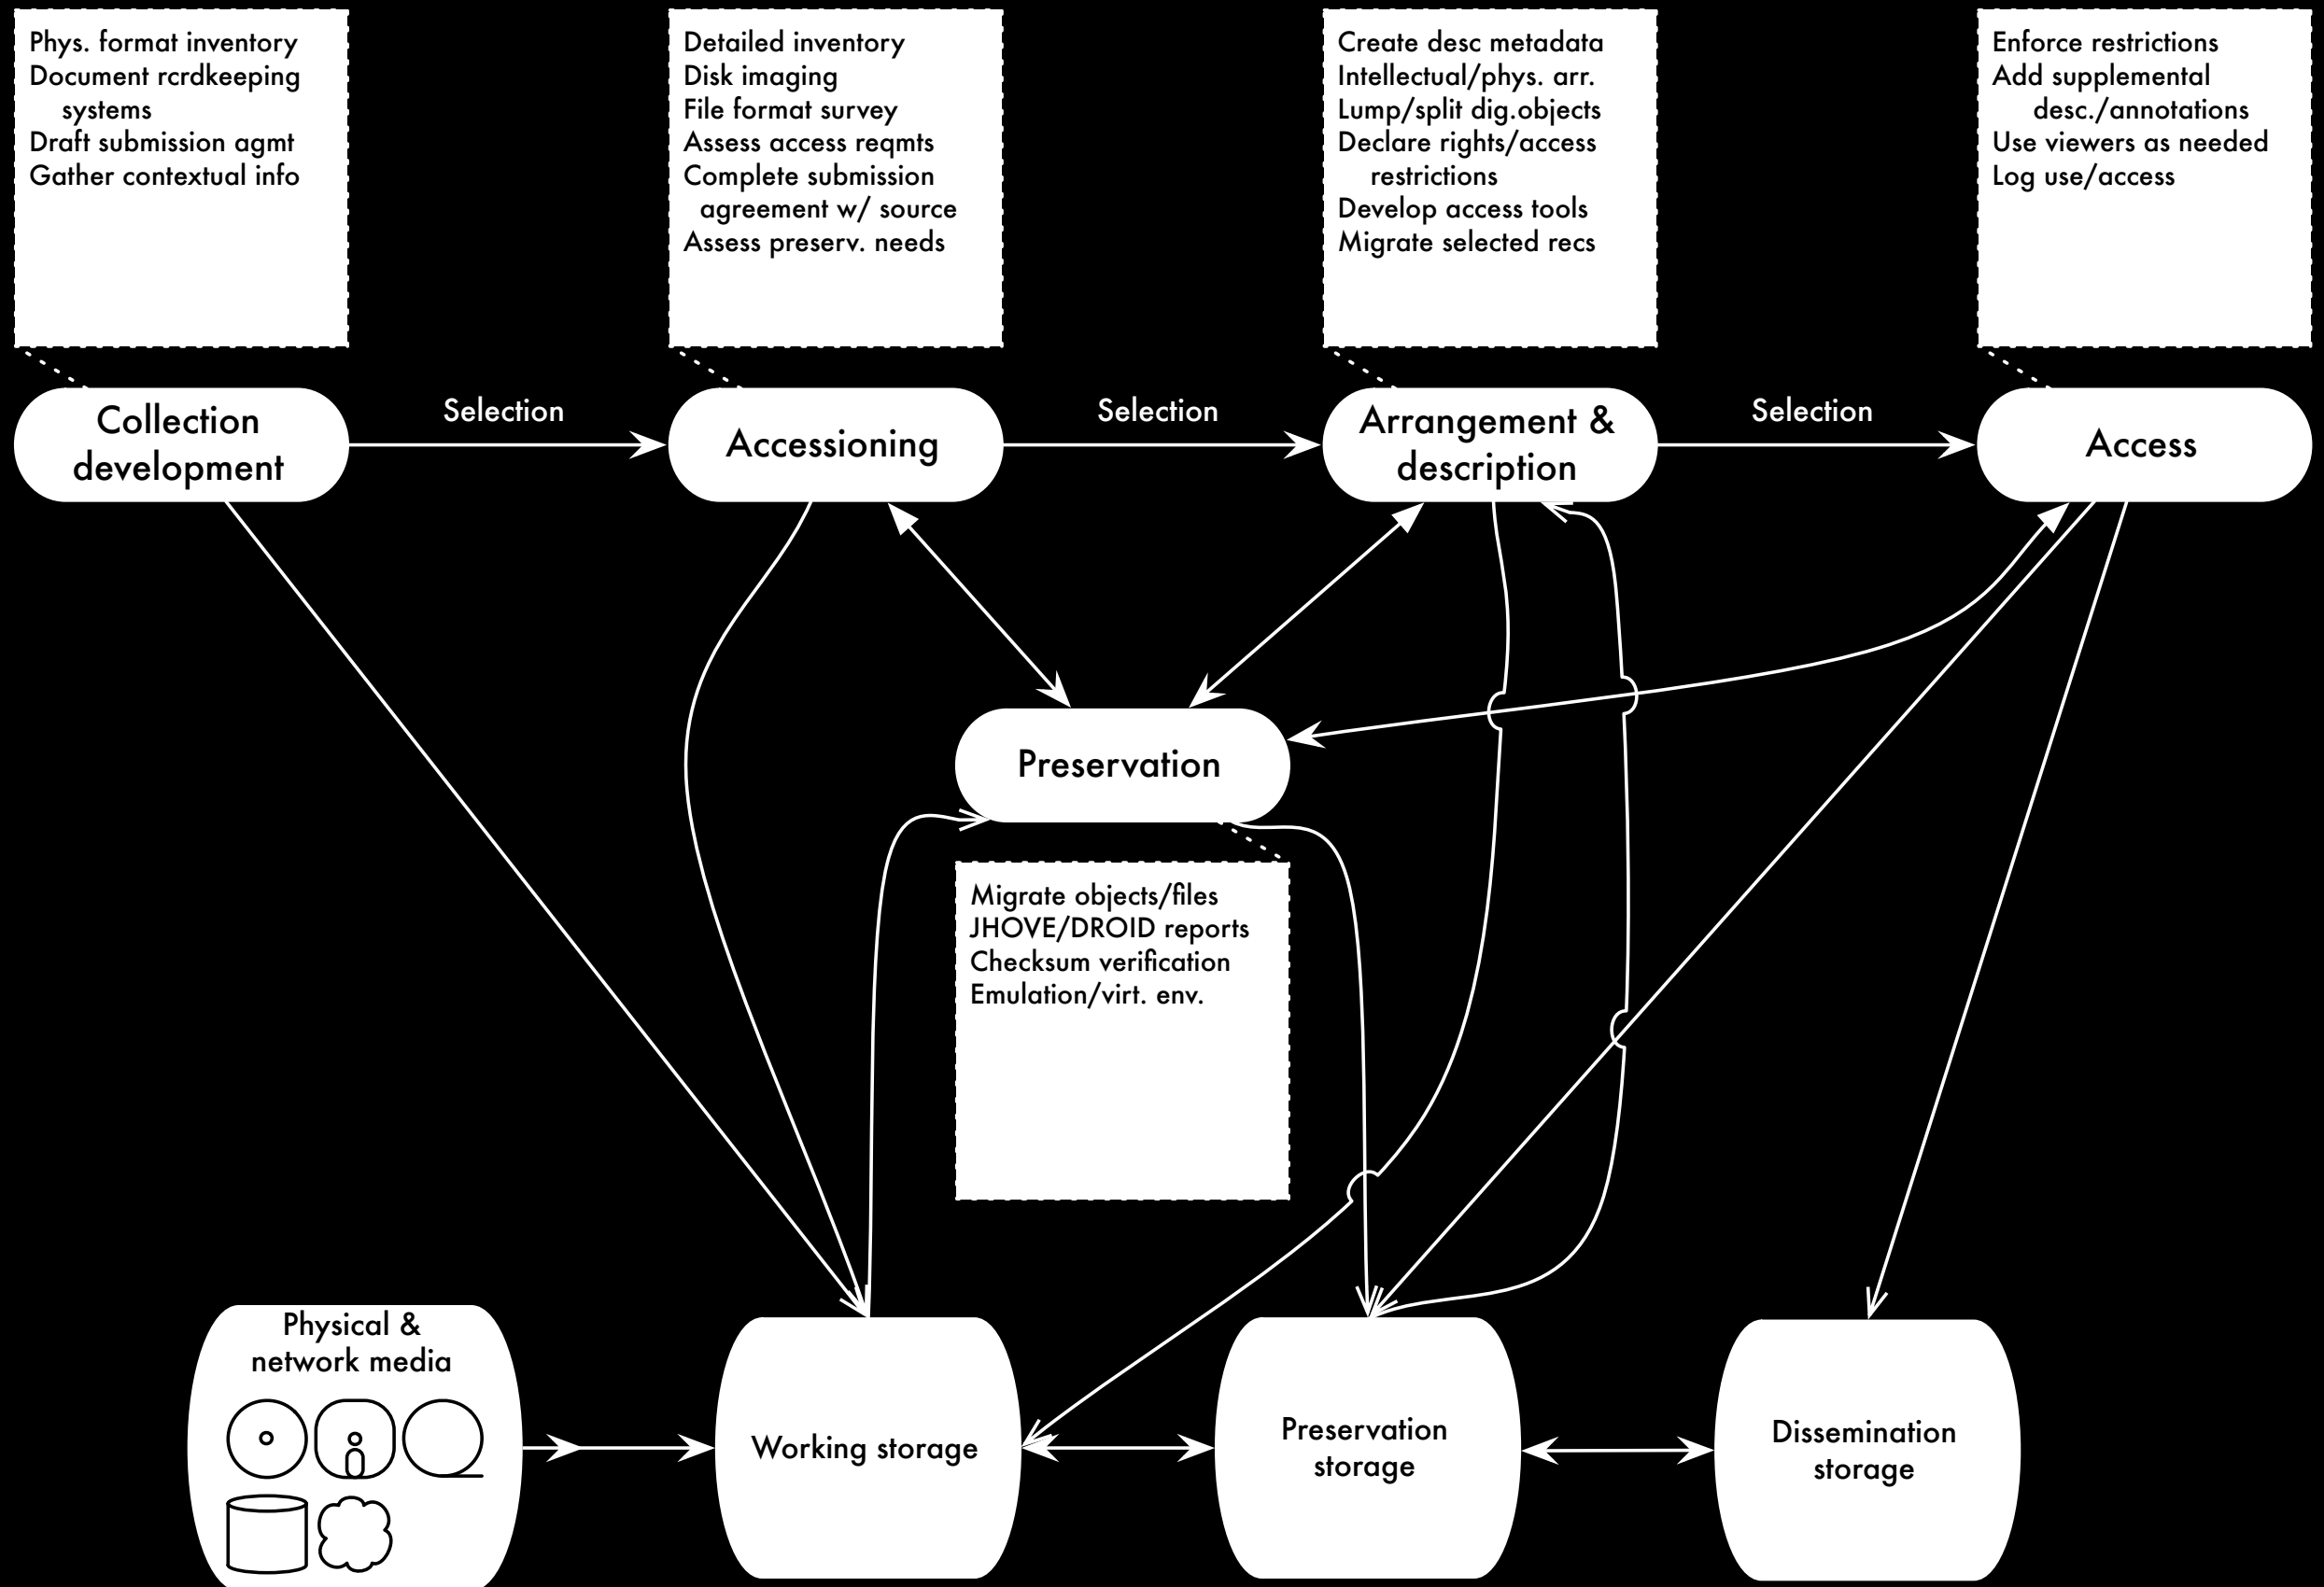 Phys. format inventory
Document rcrdkeeping
systems
Draft submission agmt
Gather contextual info
Detailed inventory
Disk imaging
File format survey
Assess access reqmts
Complete submission
agreement w/ source
Assess preserv. needs
Create desc metadata
Intellectual/phys. arr.
Lump/split dig.objects
Declare rights/access
restrictions
Develop access tools
Migrate selected recs
Enforce restrictions
Add supplemental
desc./annotations
Use viewers as needed
Log use/access
Collection
development
Selection
Accessioning
Selection
Arrangement &
description
Selection
Access
Preservation
Migrate objects/files
JHOVE/DROID reports
Checksum verification
Emulation/virt. env.
Physical &
network media
Working storage
Preservation
storage
Dissemination
storage